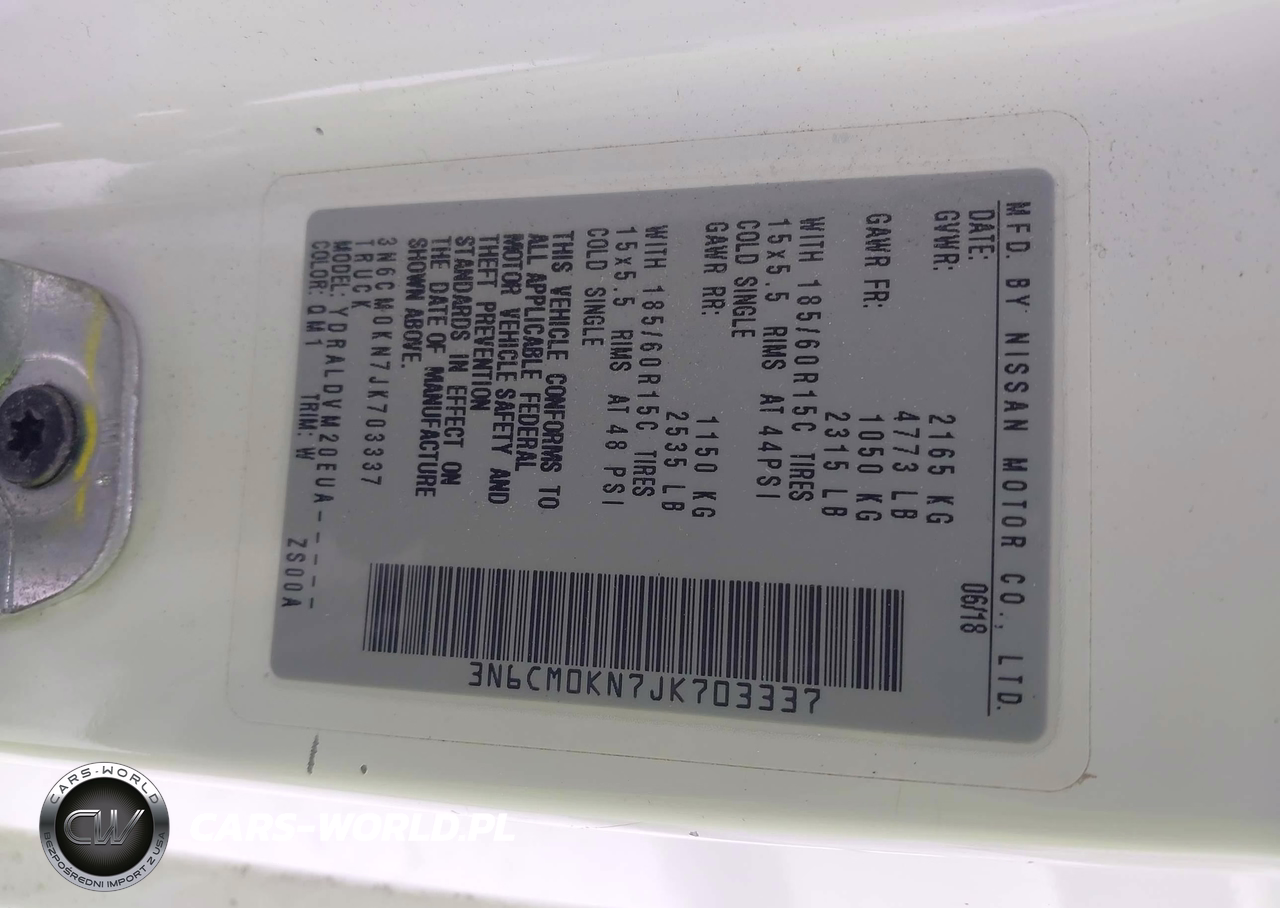 MFD. BY NISSAN MOTOR CO., LTD.
DATE: 06/18
GVWR: 2165 KG
4773 LB
GAWR FR: 1050 KG
2315 LB
WITH 185/60R15C TIRES
15x5.5 RIMS AT 44PSI
COLD SINGLE
GAWR RR: 1150 KG
2535 LB
WITH 185/60R15C TIRES
15x5.5 RIMS AT 48 PSI
COLD SINGLE
THIS VEHICLE CONFORMS TO
ALL APPLICABLE FEDERAL
MOTOR VEHICLE SAFETY AND
THEFT PREVENTION
STANDARDS IN EFFECT ON
THE DATE OF MANUFACTURE
SHOWN ABOVE.
3N6CM0KN7JK703337
TRUCK
MODEL: YDRALDVM20EUA-----
COLOR: QM1 TRIM: W ZS00A
3N6CM0KN7JK703337
CARS-WORLD
CW
BEZPOŚREDNI IMPORT Z USA
CARS-WORLD.PL